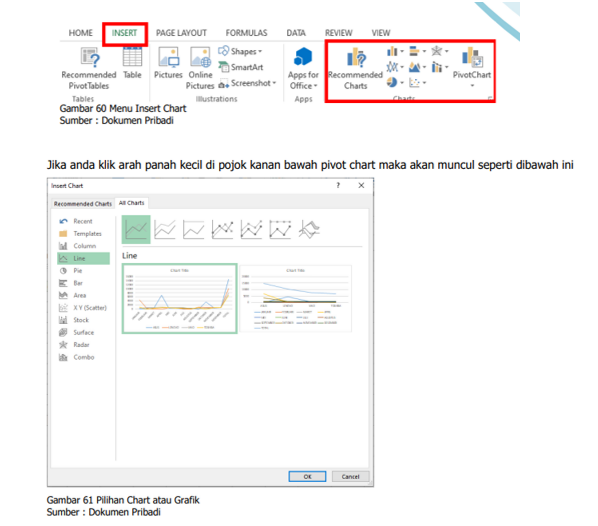 HOME INSERT PAGE LAYOUT FORMULAS DATA REVIEW VIEW
Recommended PivotTables
Table
Pictures
Online Pictures
Shapes
SmartArt
Screenshot
Apps for Office
Recommended Charts
PivotChart
Tables Illustrations Apps Charts
Gambar 60 Menu Insert Chart
Sumber : Dokumen Pribadi
Jika anda klik arah panah kecil di pojok kanan bawah pivot chart maka akan muncul seperti dibawah ini
Insert Chart ? X
Recommended Charts All Charts
Recent
Templates
Column
Line
Pie
Bar
Area
X Y (Scatter)
Stock
Surface
Radar
Combo
Line
OK Cancel
Gambar 61 Pilihan Chart atau Grafik
Sumber : Dokumen Pribadi